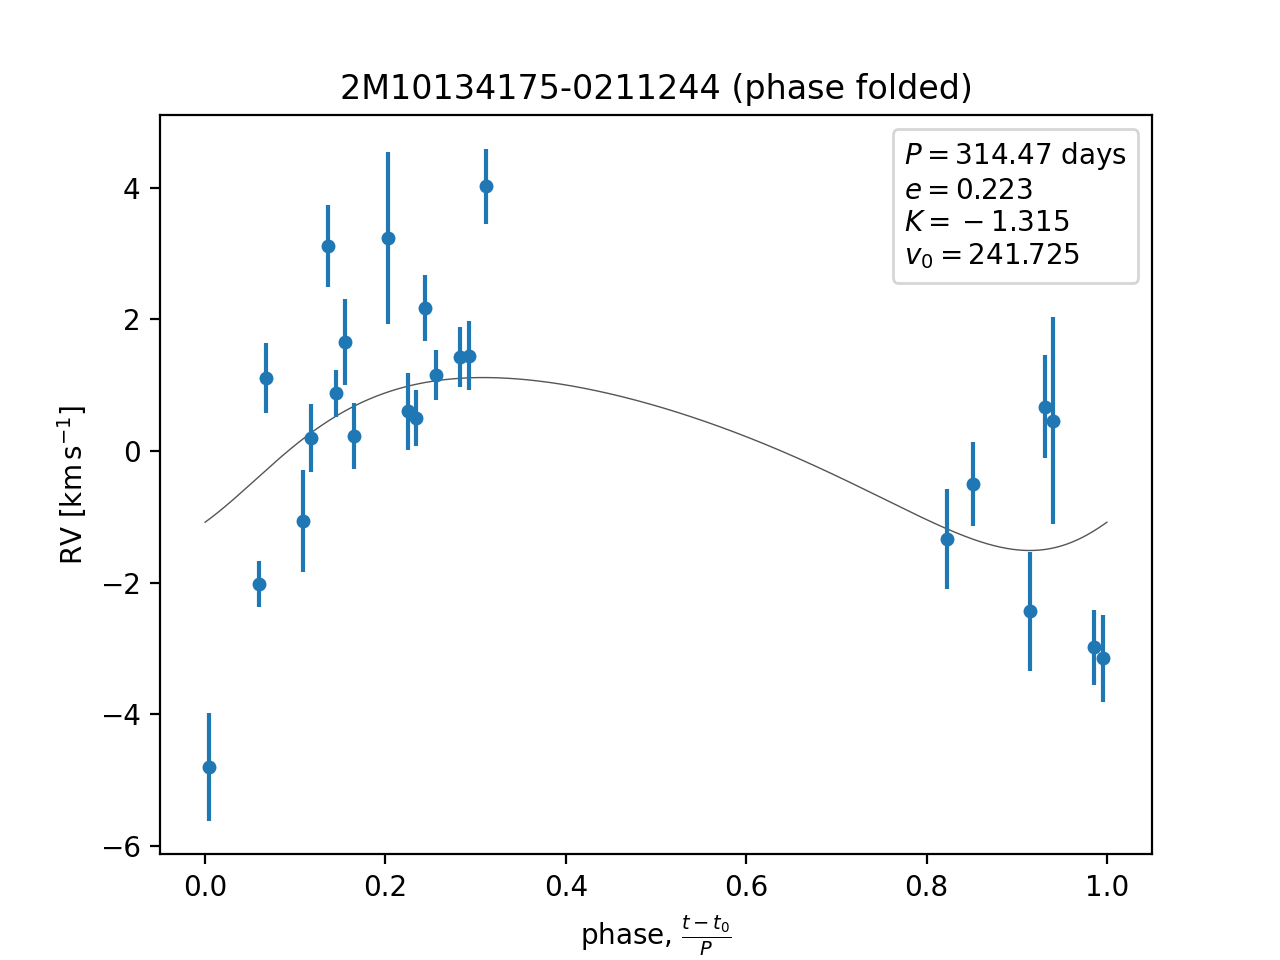 2M10134175-0211244 (phase folded)
P = 314.47 days
e = 0.223
K = −1.315
v₀ = 241.725
RV [km s⁻¹]
4
2
0
−2
−4
−6
0.0 0.2 0.4 0.6 0.8 1.0
phase, (t − t₀)/P